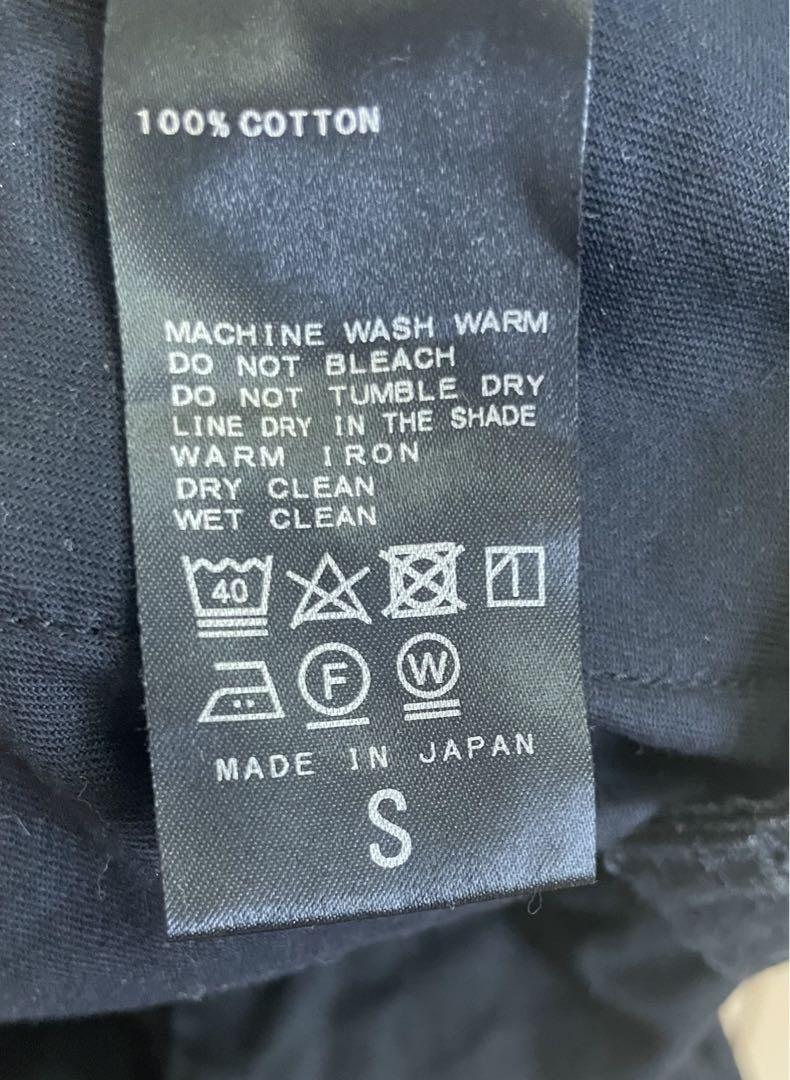 100% COTTON
MACHINE WASH WARM
DO NOT BLEACH
DO NOT TUMBLE DRY
LINE DRY IN THE SHADE
WARM IRON
DRY CLEAN
WET CLEAN
40
F W
MADE IN JAPAN
S